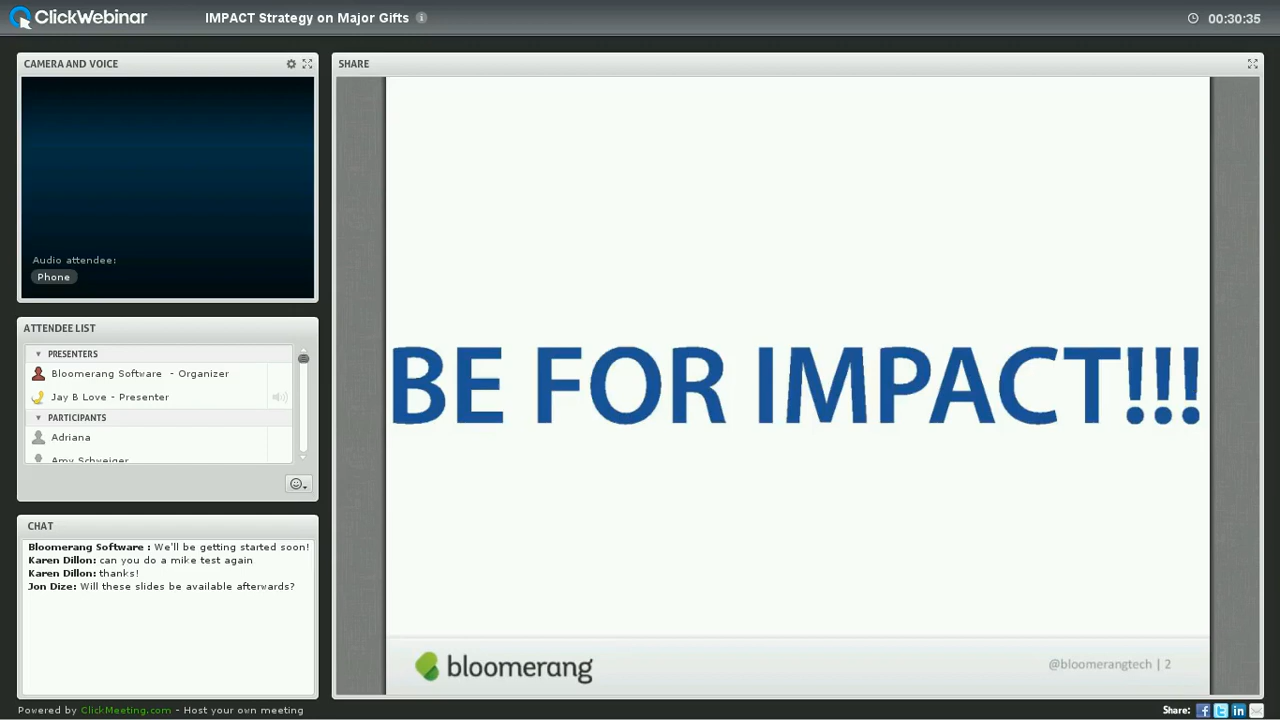 ClickWebinar
IMPACT Strategy on Major Gifts
00:30:35
CAMERA AND VOICE
Audio attendee:
Phone
ATTENDEE LIST
PRESENTERS
Bloomerang Software - Organizer
Jay B Love - Presenter
PARTICIPANTS
Adriana
Amy Schweiger
CHAT
Bloomerang Software : We'll be getting started soon!
Karen Dillon: can you do a mike test again
Karen Dillon: thanks!
Jon Dize: Will these slides be available afterwards?
SHARE
BE FOR IMPACT!!!
bloomerang
@bloomerangtech | 2
Powered by ClickMeeting.com - Host your own meeting
Share: